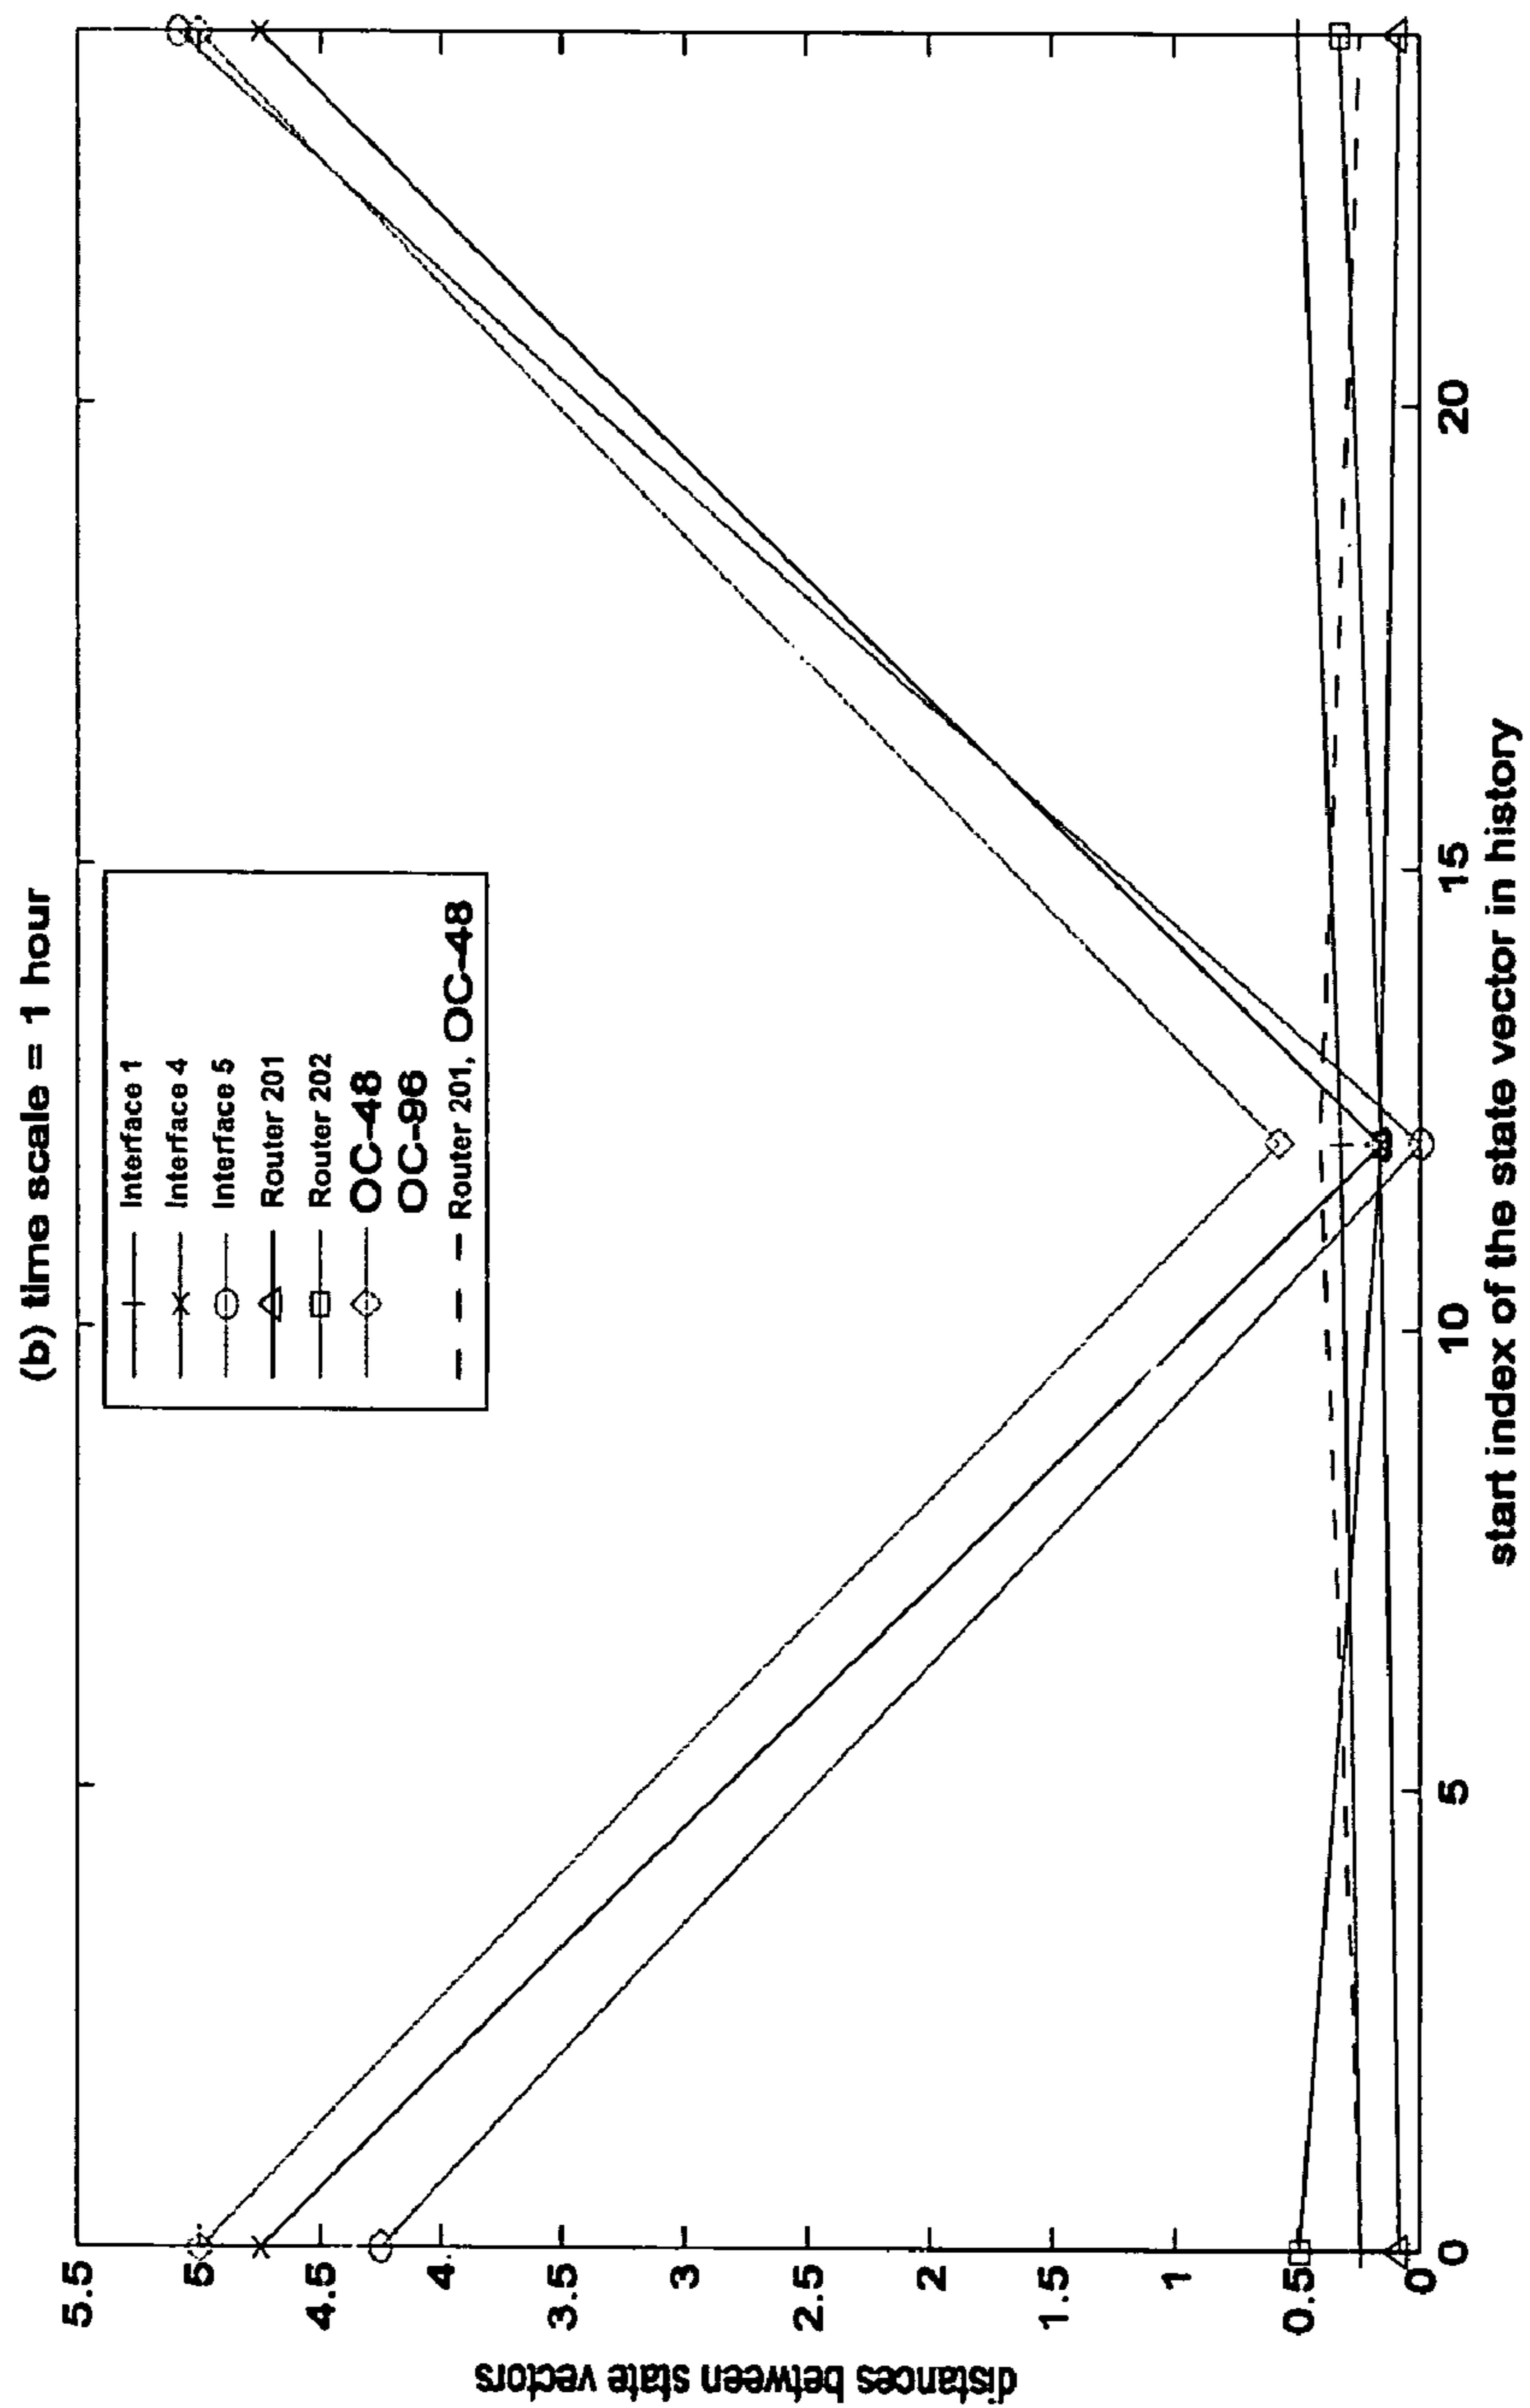 (b) time scale = 1 hour
Interface 1
Interface 4
Interface 5
Router 201
Router 202
OC-48
OC-96
Router 201, OC-48
distances between state vectors
5.5
5
4.5
4
3.5
3
2.5
2
1.5
1
0.5
0
0
5
10
15
20
start index of the state vector in history